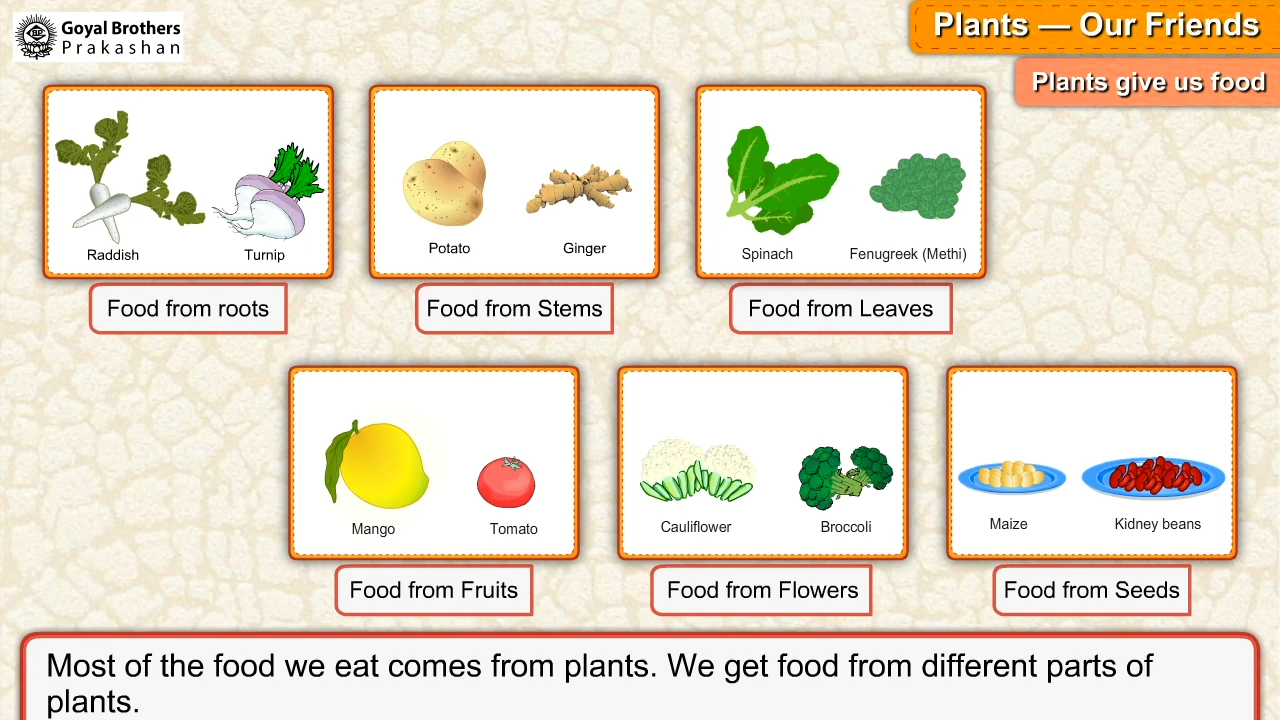 Goyal Brothers
Prakashan
Plants — Our Friends
Plants give us food
Raddish
Turnip
Potato
Ginger
Spinach
Fenugreek (Methi)
Food from roots
Food from Stems
Food from Leaves
Mango
Tomato
Cauliflower
Broccoli
Maize
Kidney beans
Food from Fruits
Food from Flowers
Food from Seeds
Most of the food we eat comes from plants. We get food from different parts of
plants.